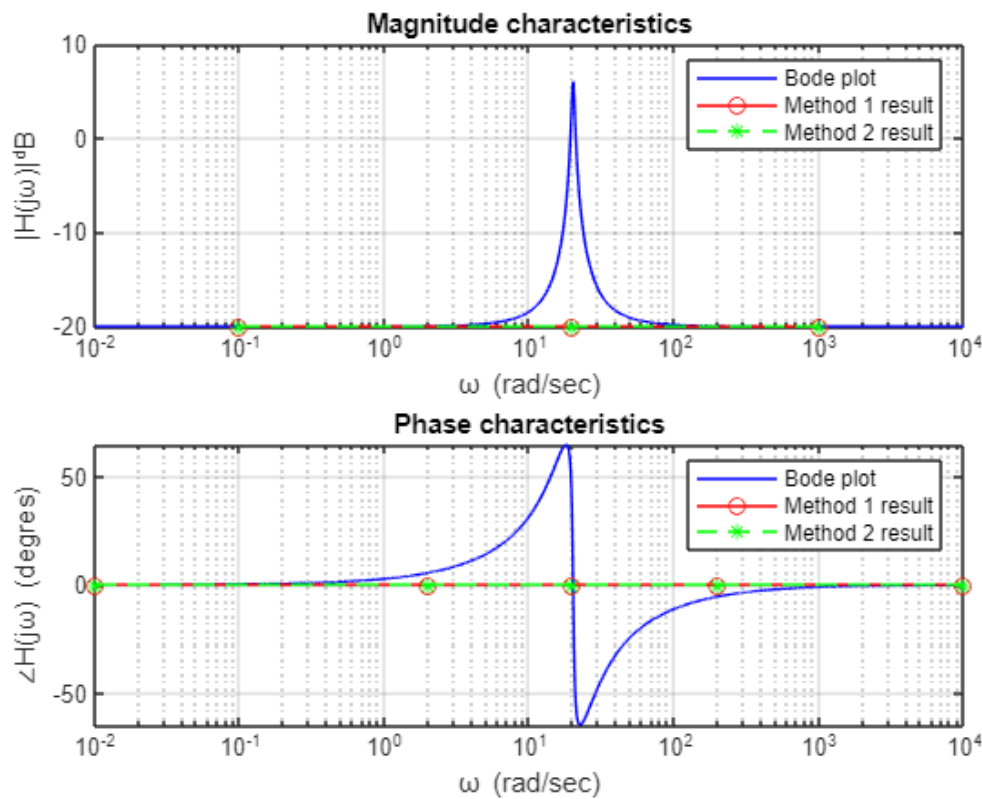 Magnitude characteristics
10
0
-10
-20
|H(jω)|dB
Bode plot
Method 1 result
Method 2 result
10-2
10-1
100
101
102
103
104
ω (rad/sec)
Phase characteristics
50
0
-50
∠H(jω) (degres)
Bode plot
Method 1 result
Method 2 result
10-2
10-1
100
101
102
103
104
ω (rad/sec)